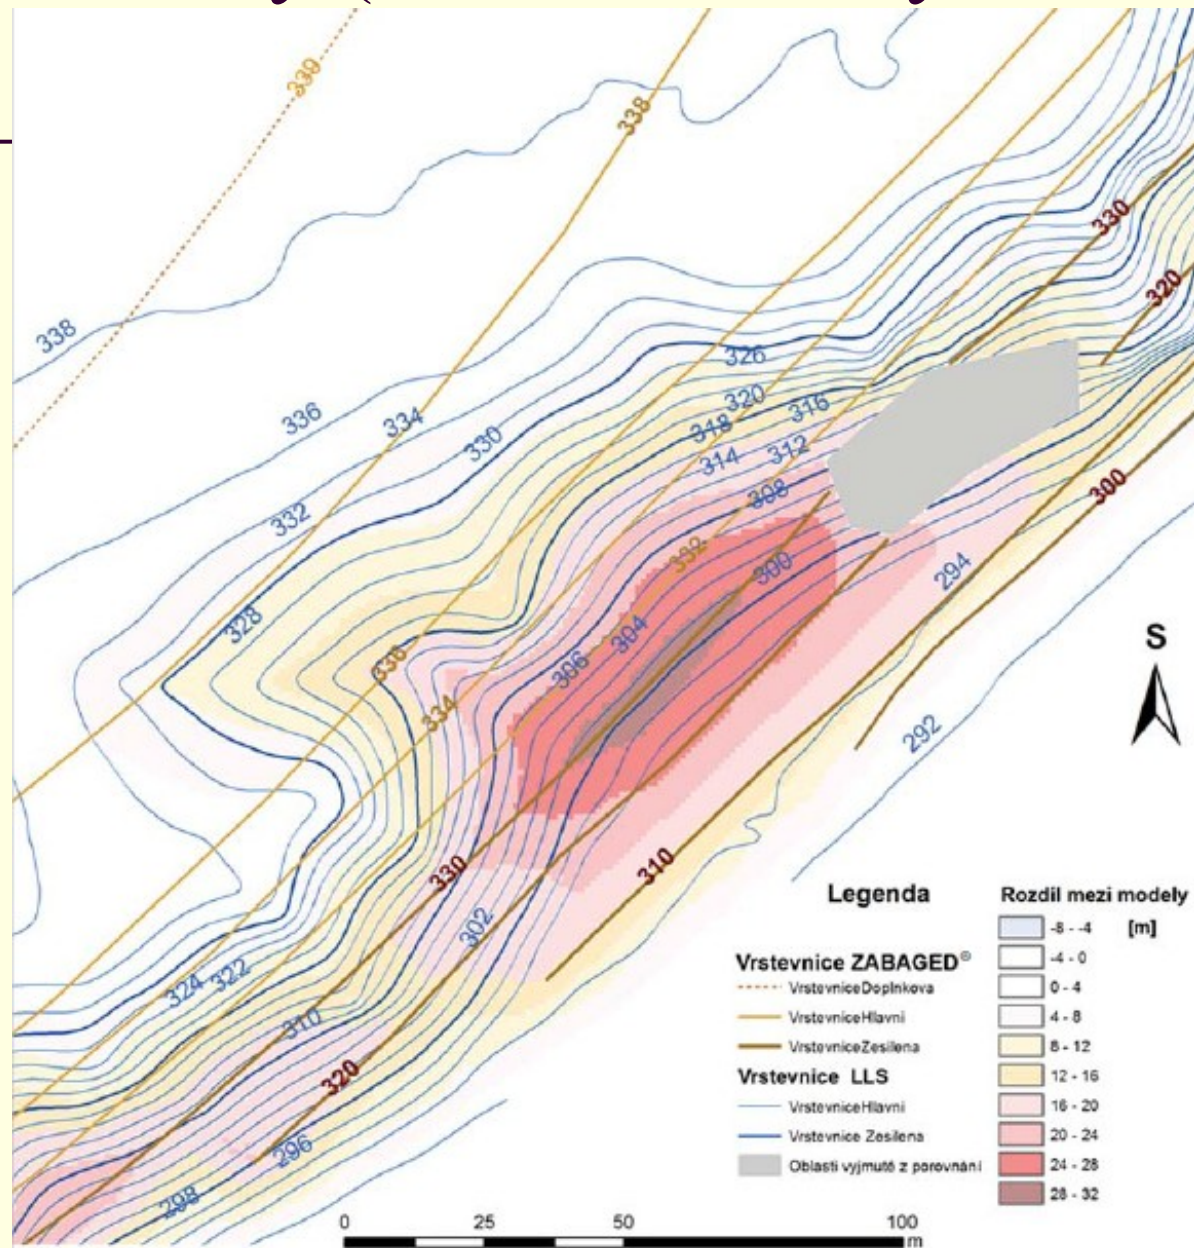 339
338
330
320
338
326
336
334
320
316
318
330
314
312
308
300
332
332
300
294
328
304
306
336
S
334
292
330
310
302
324
322
310
320
296
298
Legenda
Vrstevnice ZABAGED®
VrstevniceDoplnkova
VrstevniceHlavni
VrstevniceZesilena
Vrstevnice LLS
VrstevniceHlavni
Vrstevnice Zesilena
Oblasti vyjmuté z porovnání
Rozdíl mezi modely
[m]
-8 - -4
-4 - 0
0 - 4
4 - 8
8 - 12
12 - 16
16 - 20
20 - 24
24 - 28
28 - 32
0 25 50 100
m